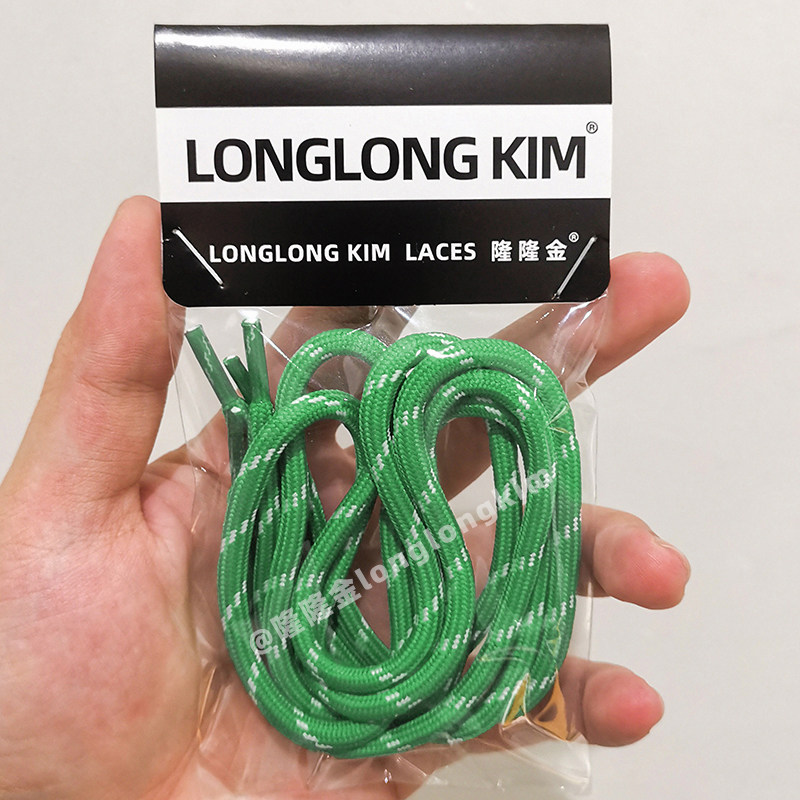 LONGLONG KIM®
LONGLONG KIM LACES 隆隆金®
@隆隆金longlongkim